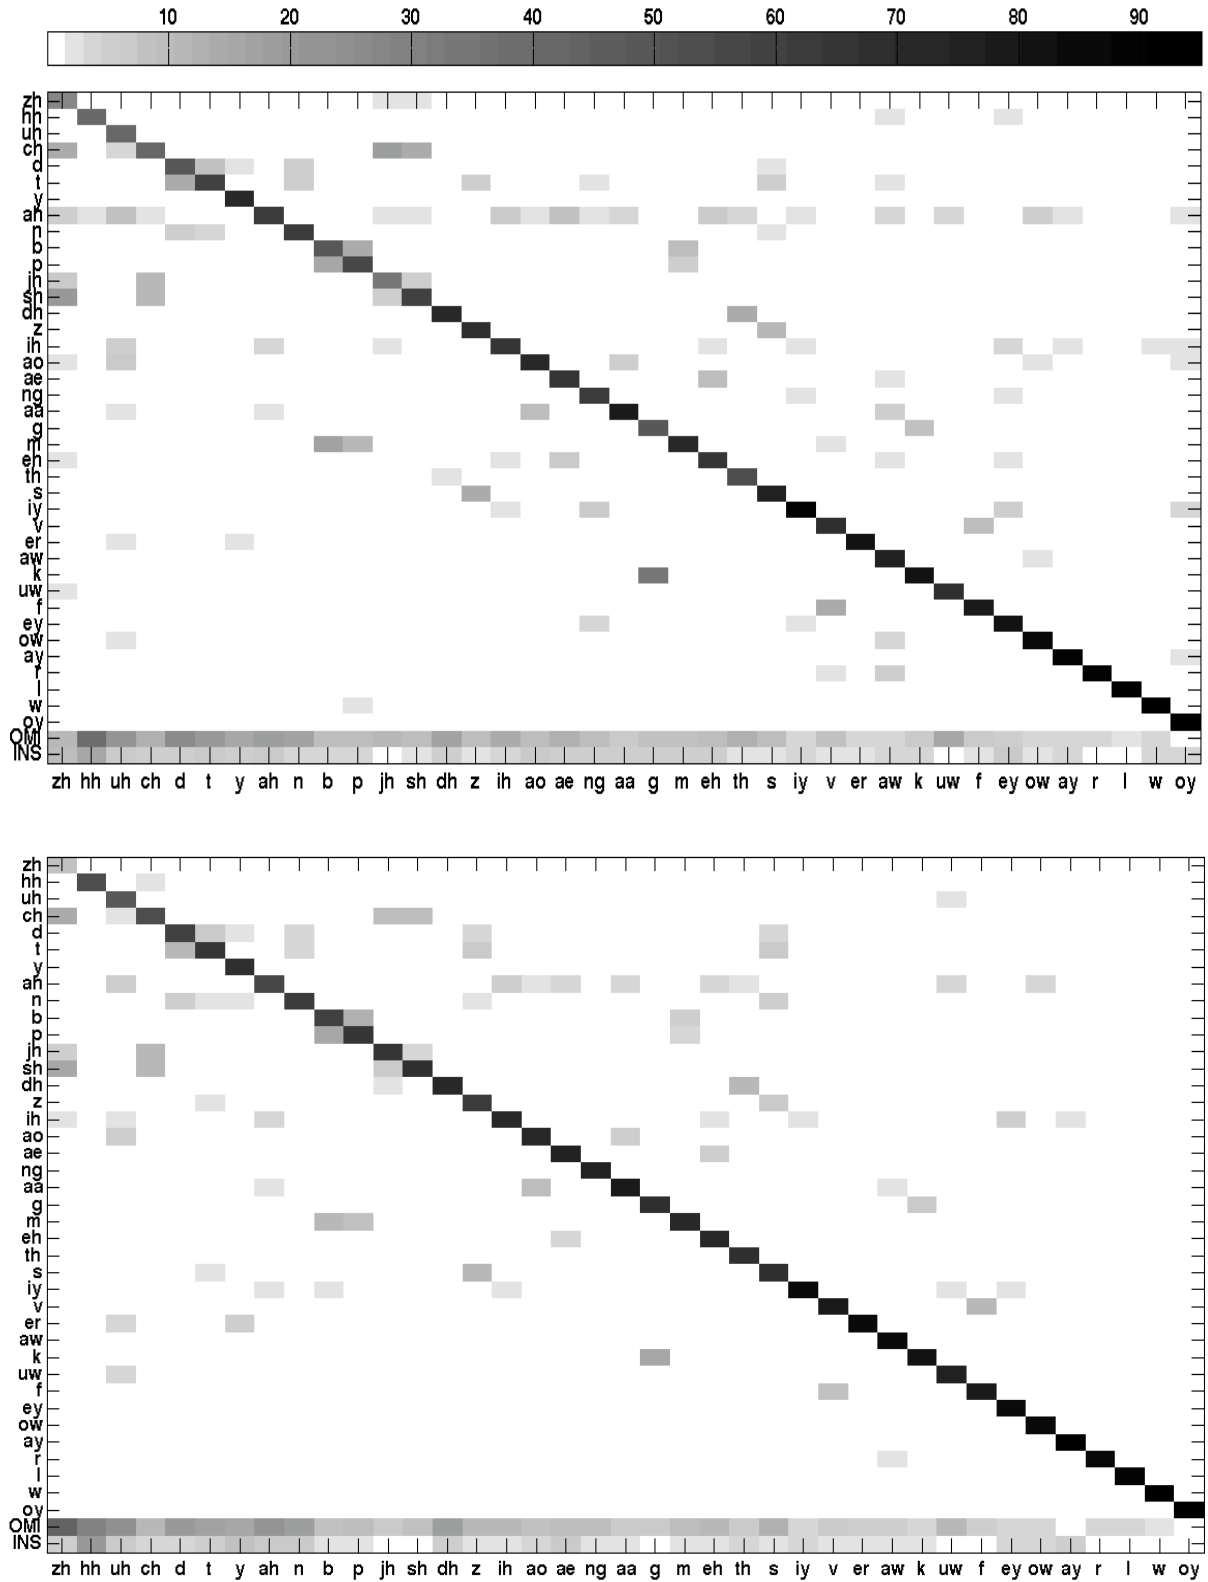 10 20 30 40 50 60 70 80 90
zh
hh
uh
ch
d
t
y
ah
n
b
p
jh
sh
dh
z
ih
ao
ae
ng
aa
g
m
eh
th
s
iy
v
er
aw
k
uw
f
ey
ow
ay
r
l
w
oy
OMI
INS
zh hh uh ch d t y ah n b p jh sh dh z ih ao ae ng aa g m eh th s iy v er aw k uw f ey ow ay r l w oy
zh
hh
uh
ch
d
t
y
ah
n
b
p
jh
sh
dh
z
ih
ao
ae
ng
aa
g
m
eh
th
s
iy
v
er
aw
k
uw
f
ey
ow
ay
r
l
w
oy
OMI
INS
zh hh uh ch d t y ah n b p jh sh dh z ih ao ae ng aa g m eh th s iy v er aw k uw f ey ow ay r l w oy